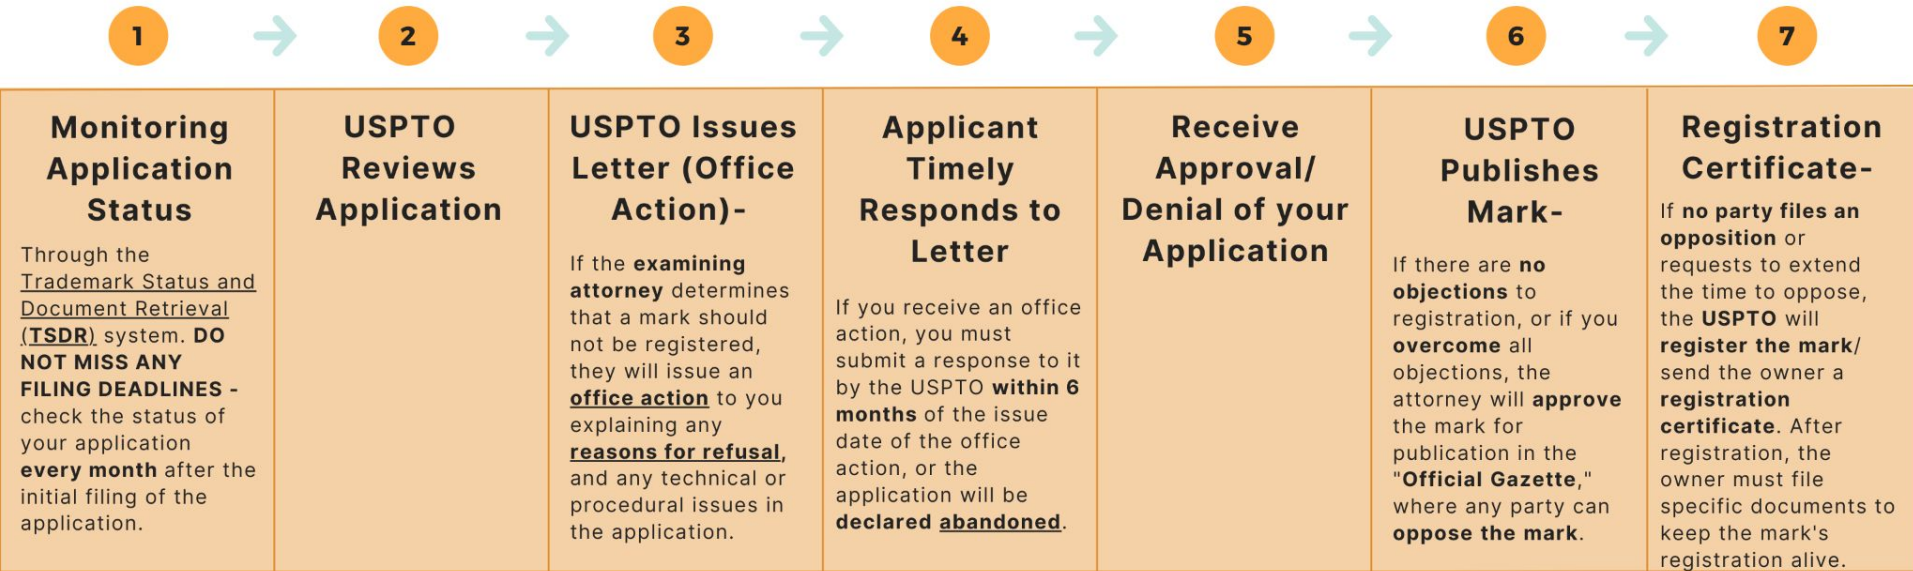 1
2
3
4
5
6
7
Monitoring
Application
Status
Through the
Trademark Status and
Document Retrieval
(TSDR) system. DO
NOT MISS ANY
FILING DEADLINES -
check the status of
your application
every month after the
initial filing of the
application.
USPTO
Reviews
Application
USPTO Issues
Letter (Office
Action)-
If the examining
attorney determines
that a mark should
not be registered,
they will issue an
office action to you
explaining any
reasons for refusal,
and any technical or
procedural issues in
the application.
Applicant
Timely
Responds to
Letter
If you receive an office
action, you must
submit a response to it
by the USPTO within 6
months of the issue
date of the office
action, or the
application will be
declared abandoned.
Receive
Approval/
Denial of your
Application
USPTO
Publishes
Mark-
If there are no
objections to
registration, or if you
overcome all
objections, the
attorney will approve
the mark for
publication in the
"Official Gazette,"
where any party can
oppose the mark.
Registration
Certificate-
If no party files an
opposition or
requests to extend
the time to oppose,
the USPTO will
register the mark/
send the owner a
registration
certificate. After
registration, the
owner must file
specific documents to
keep the mark's
registration alive.